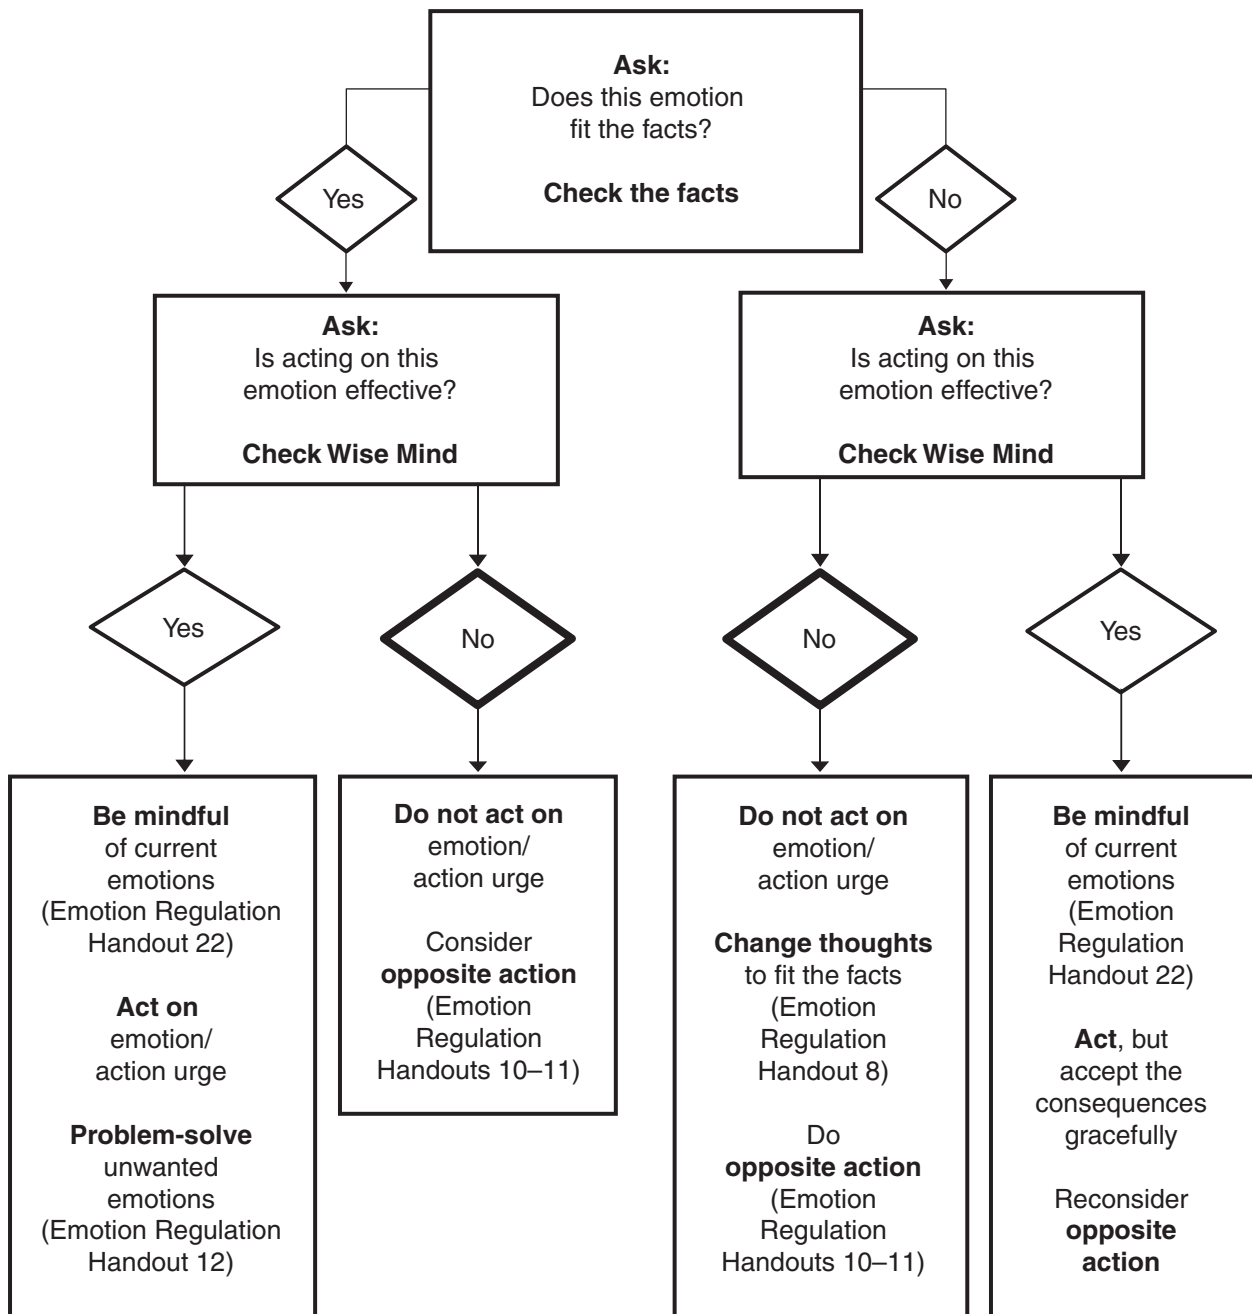 Ask:
Does this emotion
fit the facts?
Check the facts
Yes
No
Ask:
Is acting on this
emotion effective?
Check Wise Mind
Ask:
Is acting on this
emotion effective?
Check Wise Mind
Yes
No
No
Yes
Be mindful
of current
emotions
(Emotion Regulation
Handout 22)
Act on
emotion/
action urge
Problem-solve
unwanted
emotions
(Emotion Regulation
Handout 12)
Do not act on
emotion/
action urge
Consider
opposite action
(Emotion
Regulation
Handouts 10–11)
Do not act on
emotion/
action urge
Change thoughts
to fit the facts
(Emotion
Regulation
Handout 8)
Do
opposite action
(Emotion
Regulation
Handouts 10–11)
Be mindful
of current
emotions
(Emotion
Regulation
Handout 22)
Act, but
accept the
consequences
gracefully
Reconsider
opposite
action